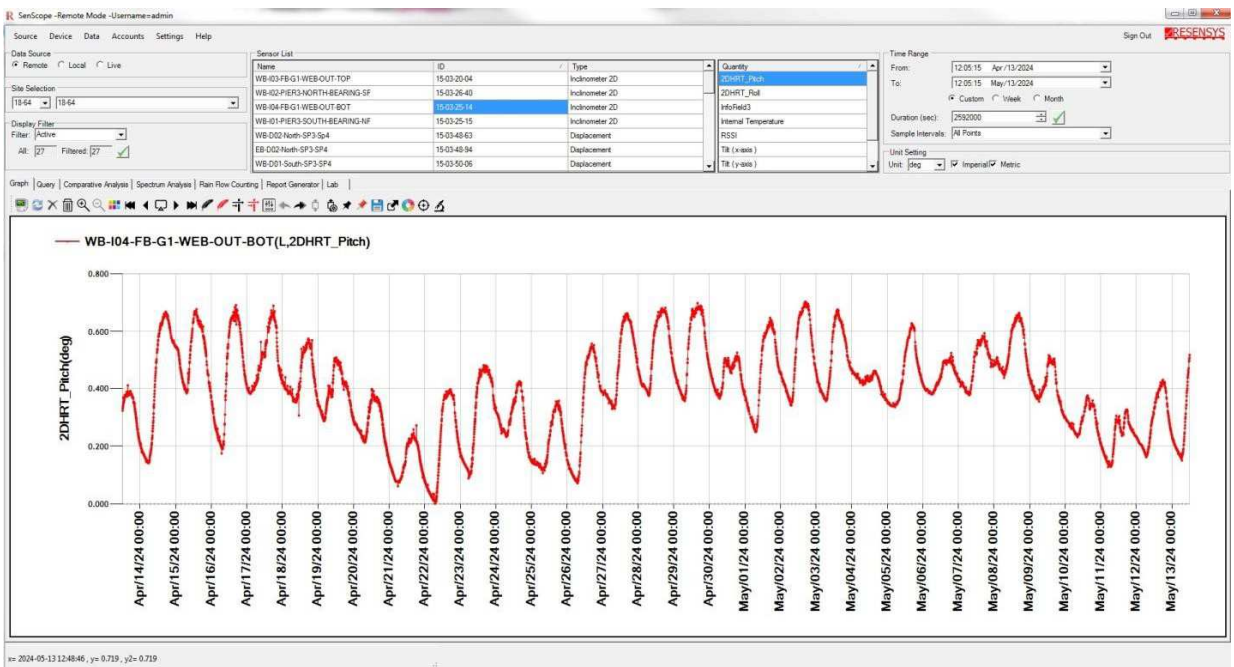 SenScope -Remote Mode -Username=admin
Source Device Data Accounts Settings Help
Sign Out RESENSYS
Data Source
Remote Local Live
Site Selection
18-64 18-64
Display Filter
Filter: Active
All: 27 Filtered: 27
Sensor List
Name ID Type
WB-I03-FB-G1-WEB-OUT-TOP 15-03-20-04 Inclinometer 2D
WB-I02-PIER3-NORTH-BEARING-SF 15-03-26-40 Inclinometer 2D
WB-I04-FB-G1-WEB-OUT-BOT 15-03-25-14 Inclinometer 2D
WB-I01-PIER3-SOUTH-BEARING-NF 15-03-25-15 Inclinometer 2D
WB-D02-North-SP3-Sp4 15-03-48-63 Displacement
EB-D02-North-SP3-SP4 15-03-48-94 Displacement
WB-D01-South-SP3-SP4 15-03-50-06 Displacement
Quantity
2DHRT_Pitch
2DHRT_Roll
InfoField3
Internal Temperature
RSSI
Tilt (x-axis )
Tilt (y-axis )
Time Range
From: 12:05:15 Apr/13/2024
To: 12:05:15 May/13/2024
Custom Week Month
Duration (sec): 2592000
Sample Intervals: All Points
Unit Setting
Unit: deg Imperial Metric
Graph Query Comparative Analysis Spectrum Analysis Rain Flow Counting Report Generator Lab
WB-I04-FB-G1-WEB-OUT-BOT(L,2DHRT_Pitch)
2DHRT_Pitch(deg)
0.800
0.600
0.400
0.200
0.000
Apr/14/24 00:00
Apr/15/24 00:00
Apr/16/24 00:00
Apr/17/24 00:00
Apr/18/24 00:00
Apr/19/24 00:00
Apr/20/24 00:00
Apr/21/24 00:00
Apr/22/24 00:00
Apr/23/24 00:00
Apr/24/24 00:00
Apr/25/24 00:00
Apr/26/24 00:00
Apr/27/24 00:00
Apr/28/24 00:00
Apr/29/24 00:00
Apr/30/24 00:00
May/01/24 00:00
May/02/24 00:00
May/03/24 00:00
May/04/24 00:00
May/05/24 00:00
May/06/24 00:00
May/07/24 00:00
May/08/24 00:00
May/09/24 00:00
May/10/24 00:00
May/11/24 00:00
May/12/24 00:00
May/13/24 00:00
x= 2024-05-13 12:48:46 , y= 0.719 , y2= 0.719